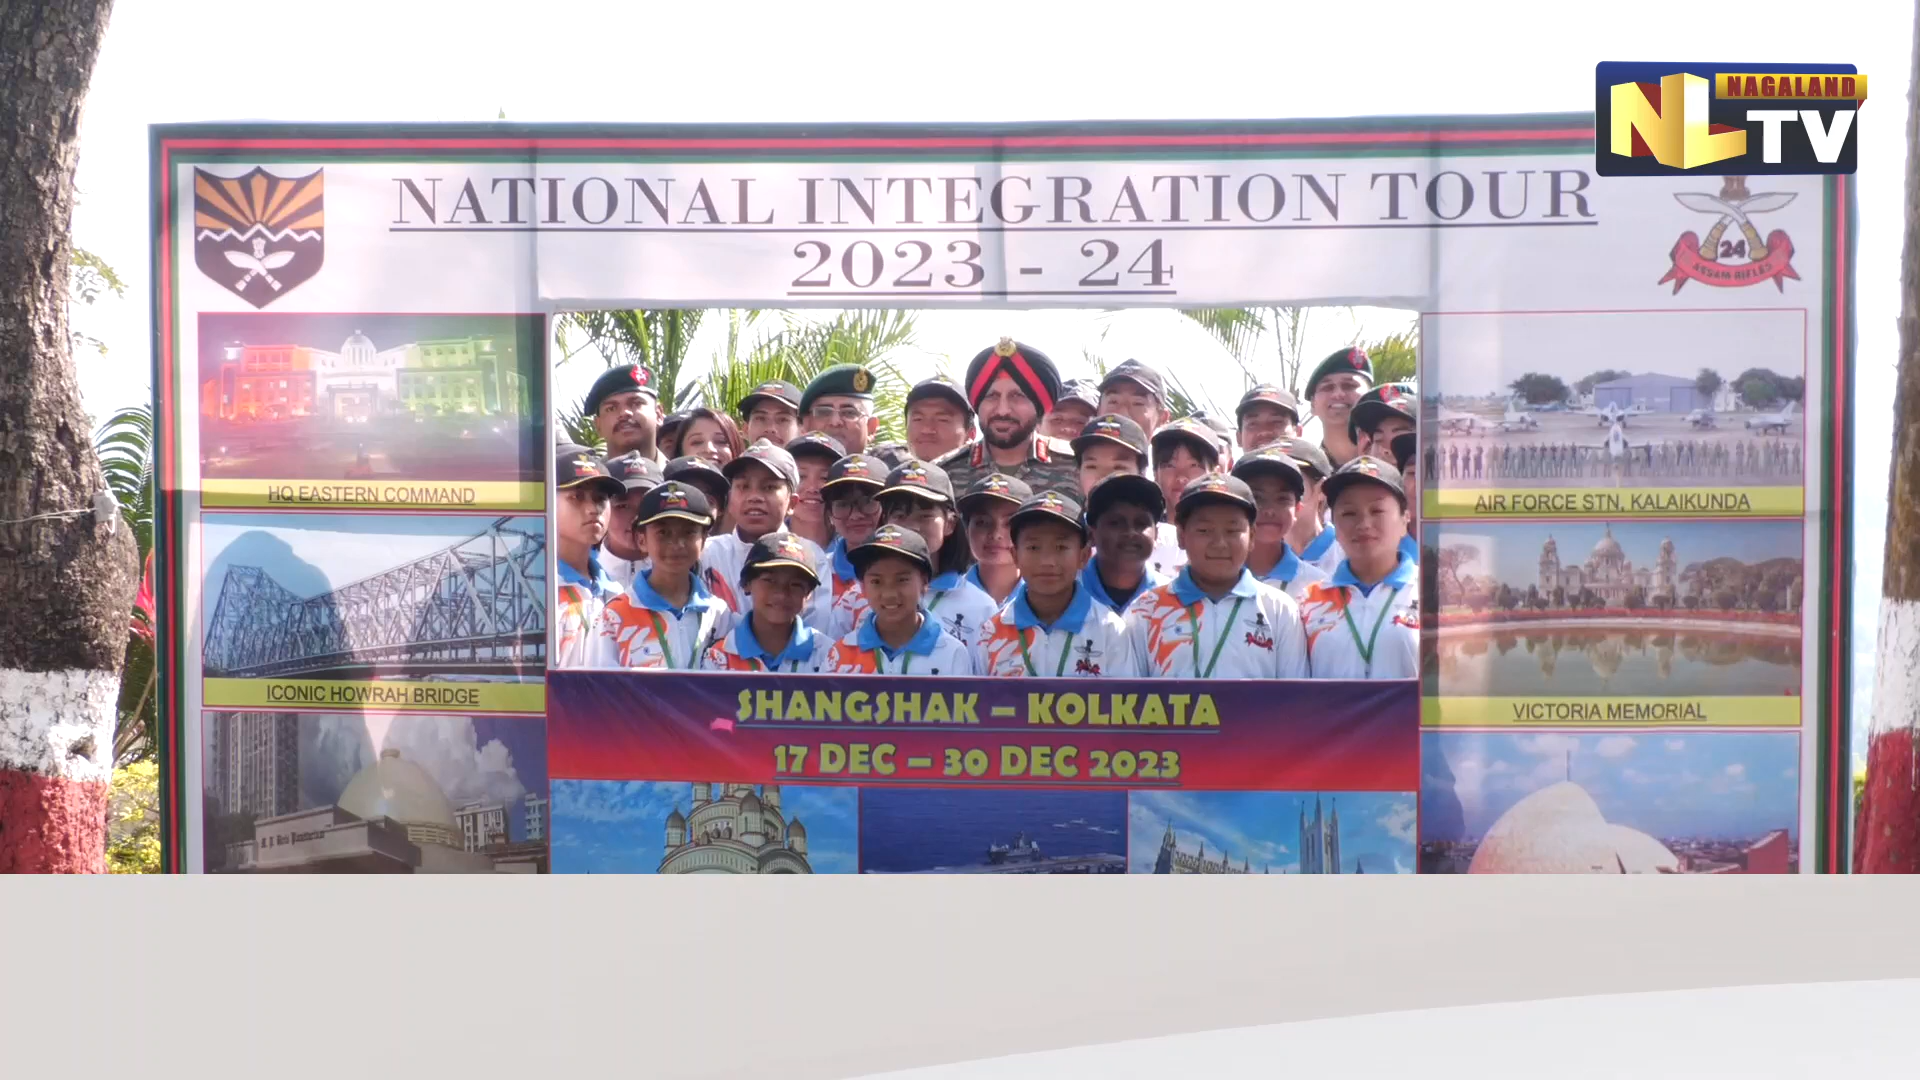 NAGALAND
NL TV
NATIONAL INTEGRATION TOUR
2023 - 24
24
ASSAM RIFLES
HQ EASTERN COMMAND
AIR FORCE STN, KALAIKUNDA
ICONIC HOWRAH BRIDGE
VICTORIA MEMORIAL
SHANGSHAK – KOLKATA
17 DEC – 30 DEC 2023